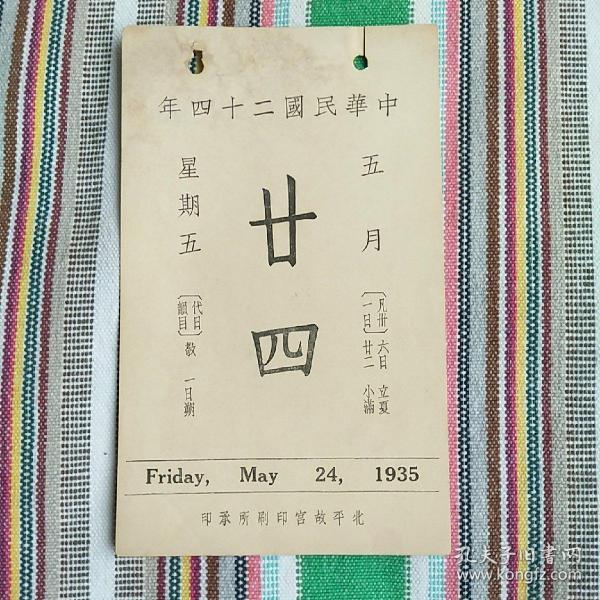 中華民國二十四年
五月
〔凡卅一日〕
六日 立夏
廿二 小滿
廿四
星期五
〔代日韻目〕
敬 一日朔
Friday, May 24, 1935
北平故宮印刷所承印
孔夫子旧书网
www.kongfz.com